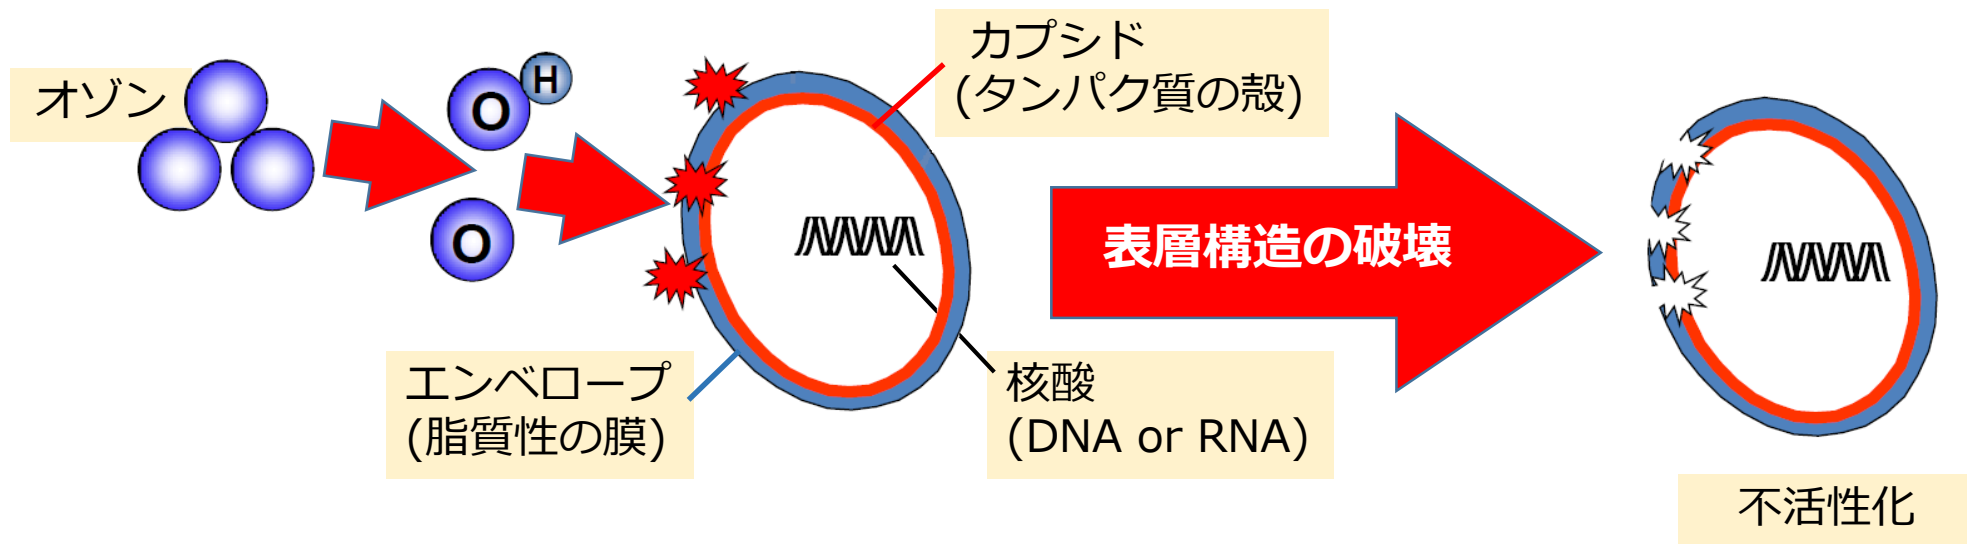 オゾン
H
O
O
カプシド
(タンパク質の殻)
エンベロープ
(脂質性の膜)
核酸
(DNA or RNA)
表層構造の破壊
不活性化